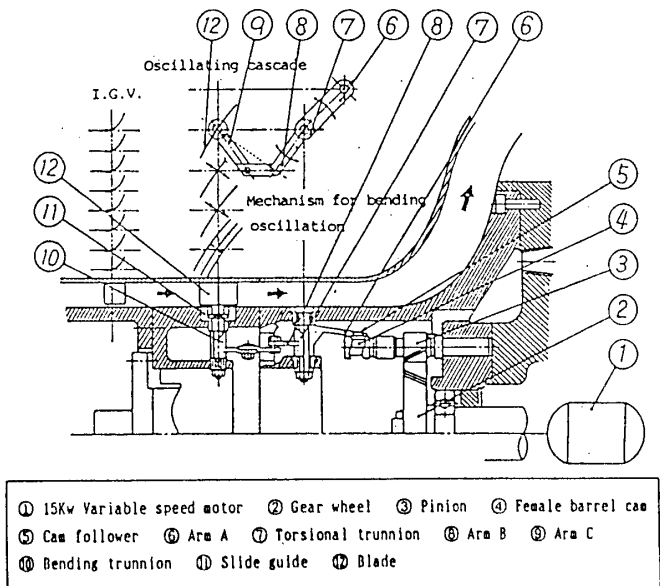 ⑫ ⑨ ⑧ ⑦ ⑥ ⑧ ⑦ ⑥
Oscillating cascade
I.G.V.
⑫
⑪
⑩
Mechanism for bending
oscillation
⑤
④
③
②
①
① 15Kw Variable speed motor ② Gear wheel ③ Pinion ④ Female barrel cam
⑤ Cam follower ⑥ Arm A ⑦ Torsional trunnion ⑧ Arm B ⑨ Arm C
⑩ Bending trunnion ⑪ Slide guide ⑫ Blade